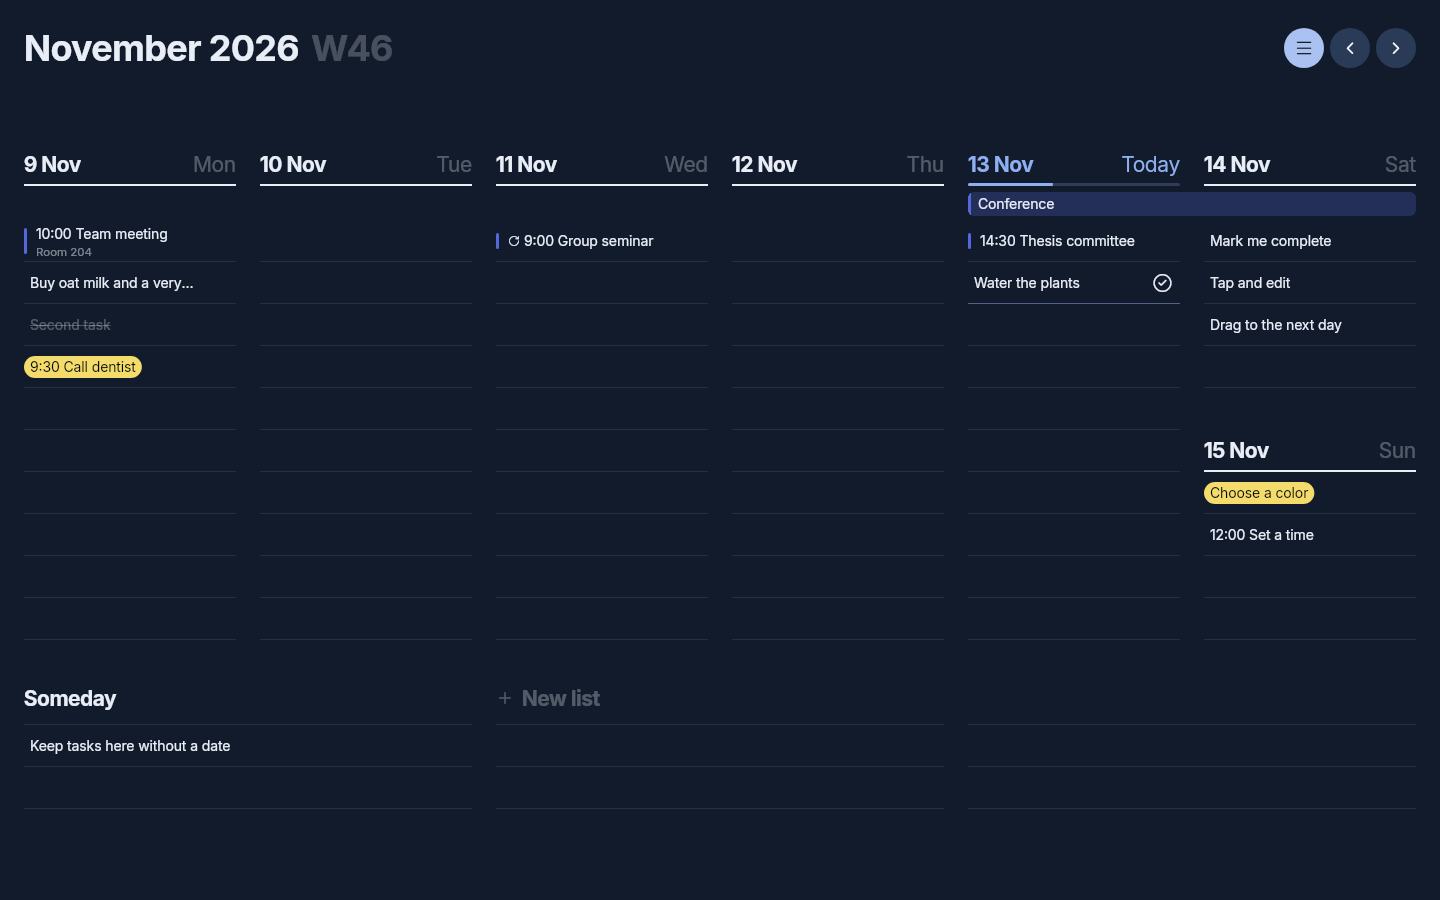 November 2026 W46
9 Nov Mon
10:00 Team meeting
Room 204
Buy oat milk and a very...
Second task
9:30 Call dentist
10 Nov Tue
11 Nov Wed
9:00 Group seminar
12 Nov Thu
13 Nov Today
Conference
14:30 Thesis committee
Water the plants
14 Nov Sat
Mark me complete
Tap and edit
Drag to the next day
15 Nov Sun
Choose a color
12:00 Set a time
Someday
Keep tasks here without a date
+ New list